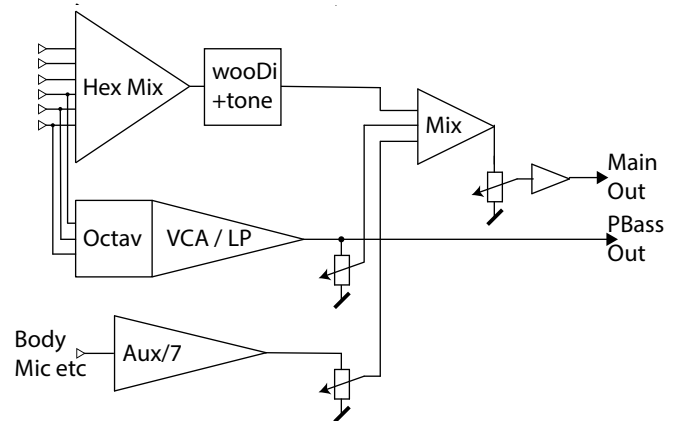 Hex Mix
wooDi
+tone
Mix
Main
Out
PBass
Out
Octav
VCA / LP
Body
Mic etc
Aux/7